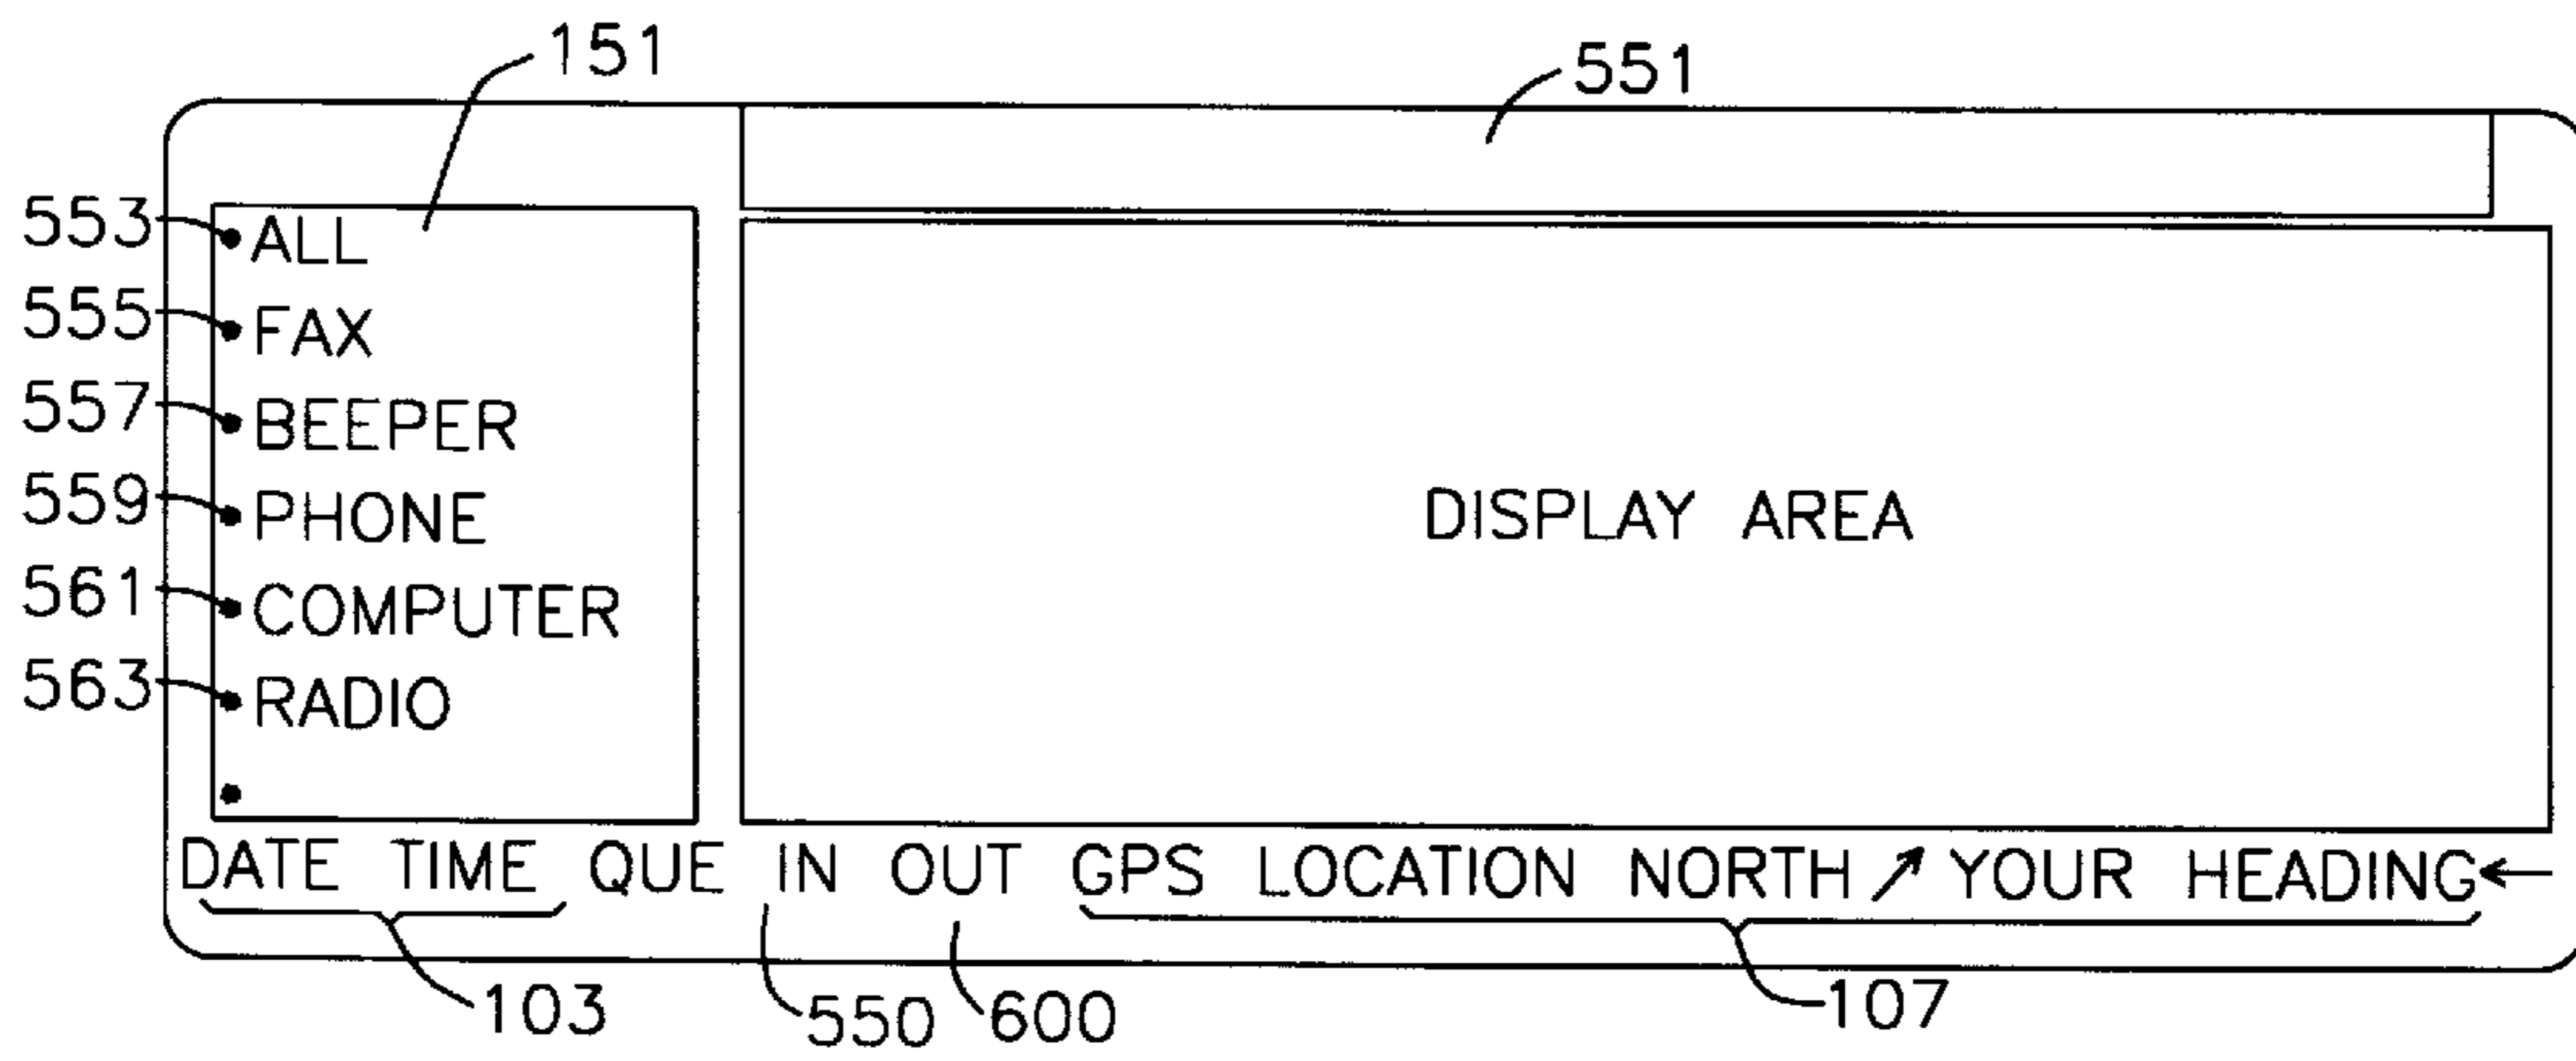 151
551
553 ALL
555 FAX
557 BEEPER
559 PHONE
DISPLAY AREA
561 COMPUTER
563 RADIO
DATE TIME QUE IN OUT GPS LOCATION NORTH ↗ YOUR HEADING ←
103 550 600 107